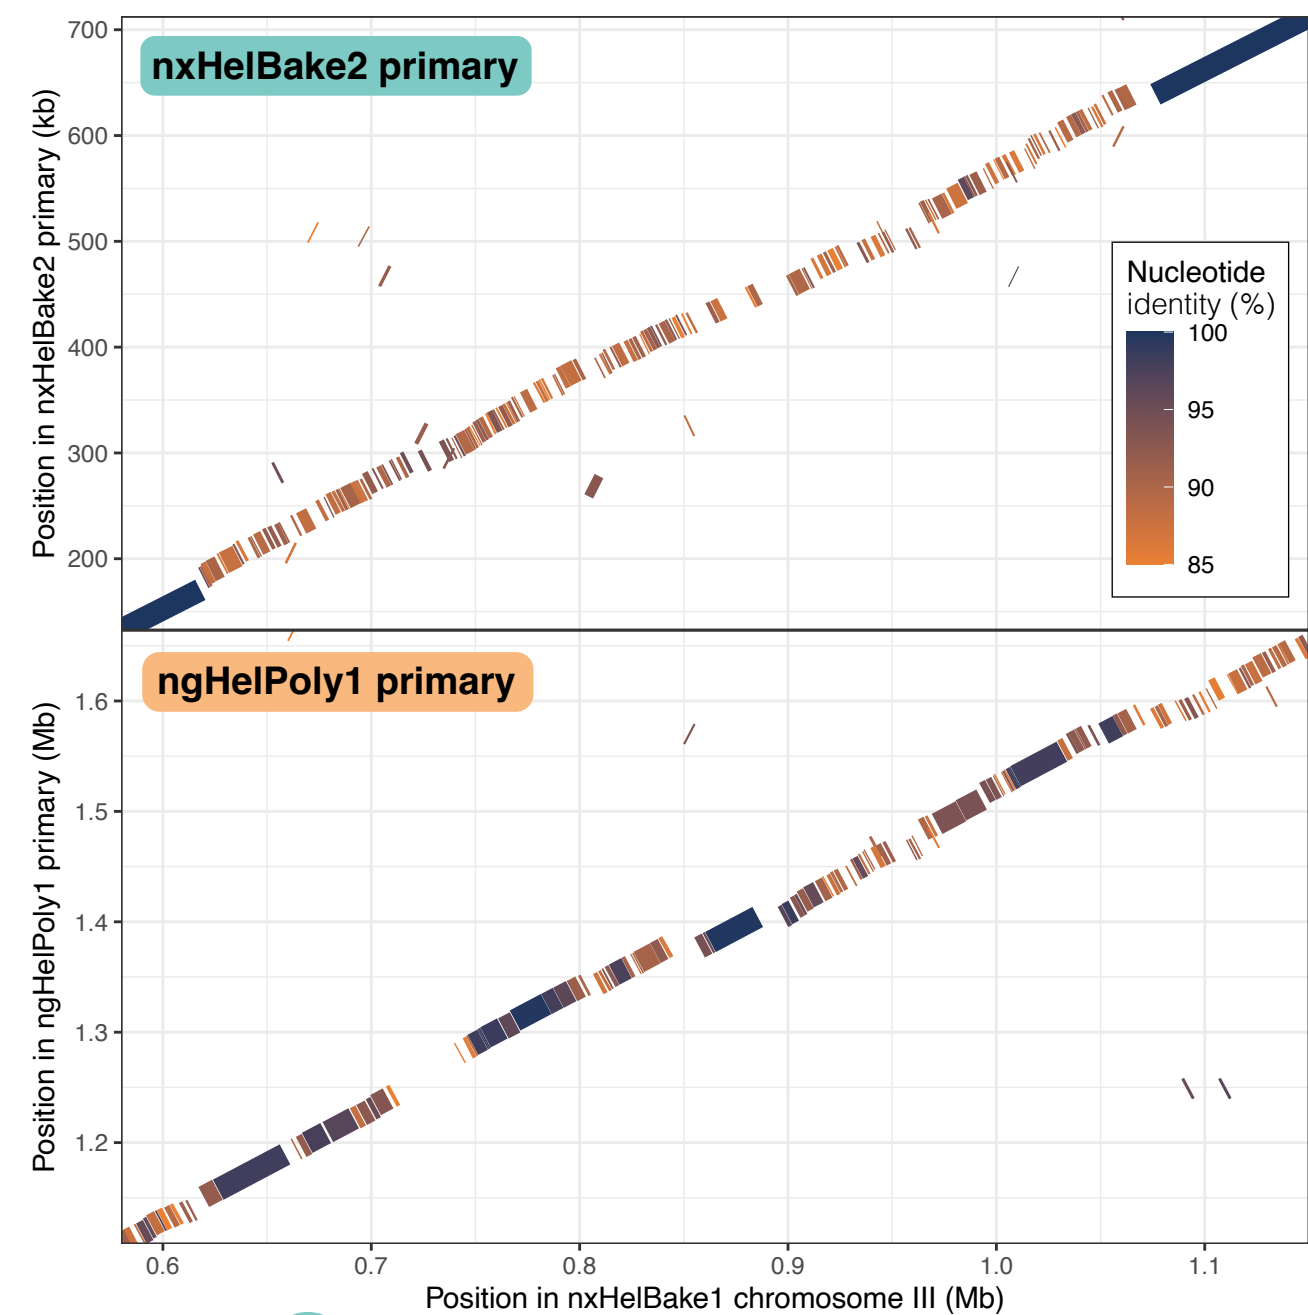 700
nxHelBake2 primary
600
500
Nucleotide
identity (%)
100
400
95
300
90
200
85
Position in nxHelBake2 primary (kb)
ngHelPoly1 primary
1.6
1.5
1.4
1.3
1.2
Position in ngHelPoly1 primary (Mb)
0.6 0.7 0.8 0.9 1.0 1.1
Position in nxHelBake1 chromosome III (Mb)